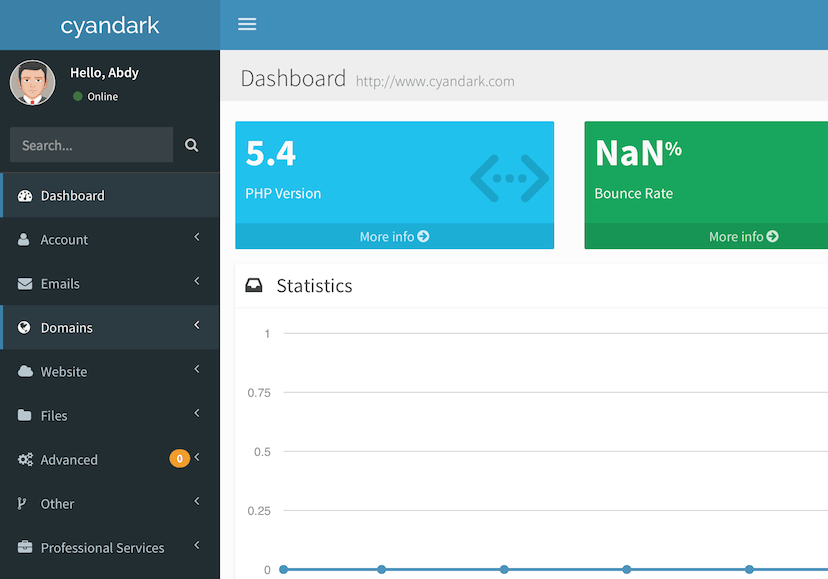 cyandark
Hello, Abdy
Online
Search...
Dashboard
Account
Emails
Domains
Website
Files
Advanced 0
Other
Professional Services
Dashboard http://www.cyandark.com
5.4
PHP Version
More info
NaN%
Bounce Rate
More info
Statistics
1
0.75
0.5
0.25
0